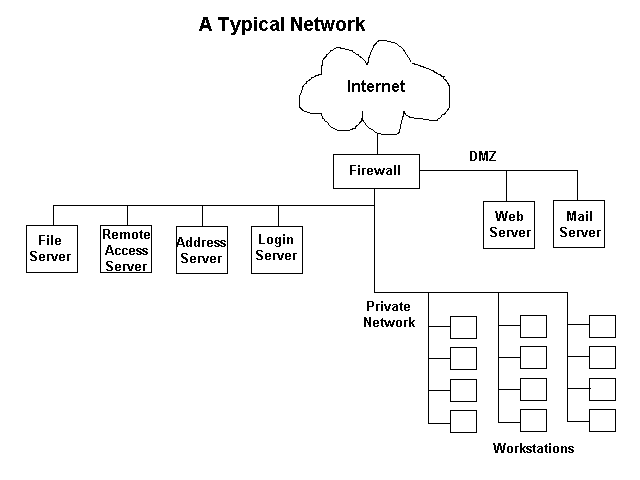 A Typical Network
Internet
Firewall
DMZ
Web
Server
Mail
Server
File
Server
Remote
Access
Server
Address
Server
Login
Server
Private
Network
Workstations